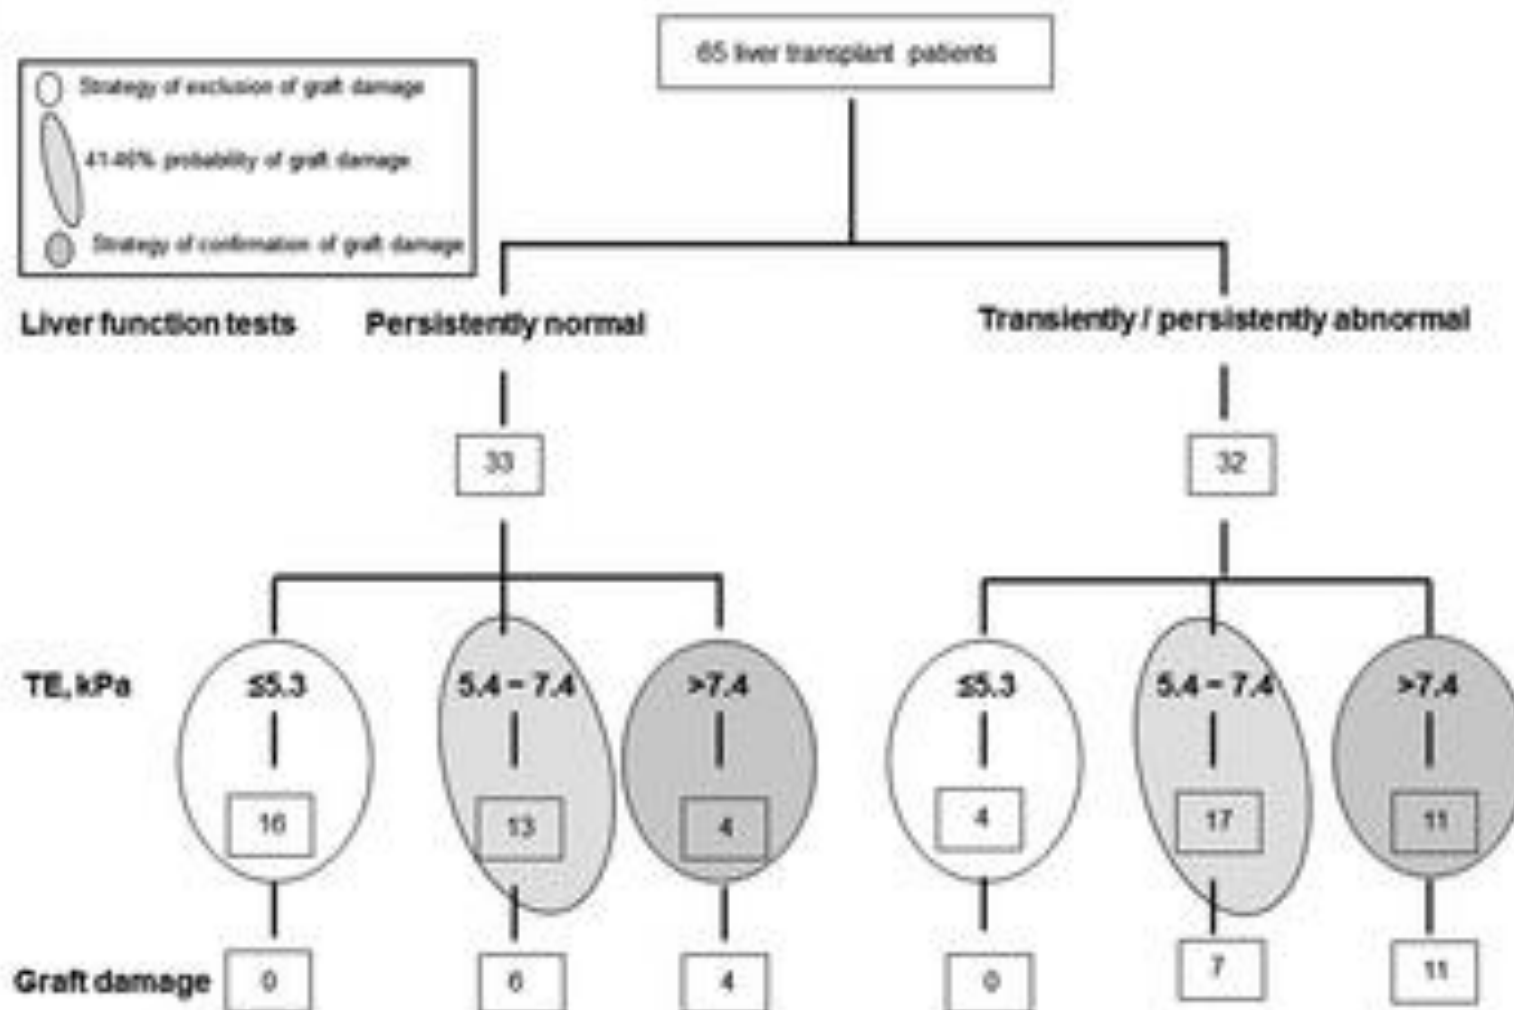 65 liver transplant patients
Strategy of exclusion of graft damage
41-46% probability of graft damage
Strategy of confirmation of graft damage
Liver function tests
Persistently normal
Transiently / persistently abnormal
33
32
TE, kPa
≤5.3
5.4 – 7.4
>7.4
≤5.3
5.4 – 7.4
>7.4
16
13
4
4
17
11
Graft damage
0
6
4
0
7
11